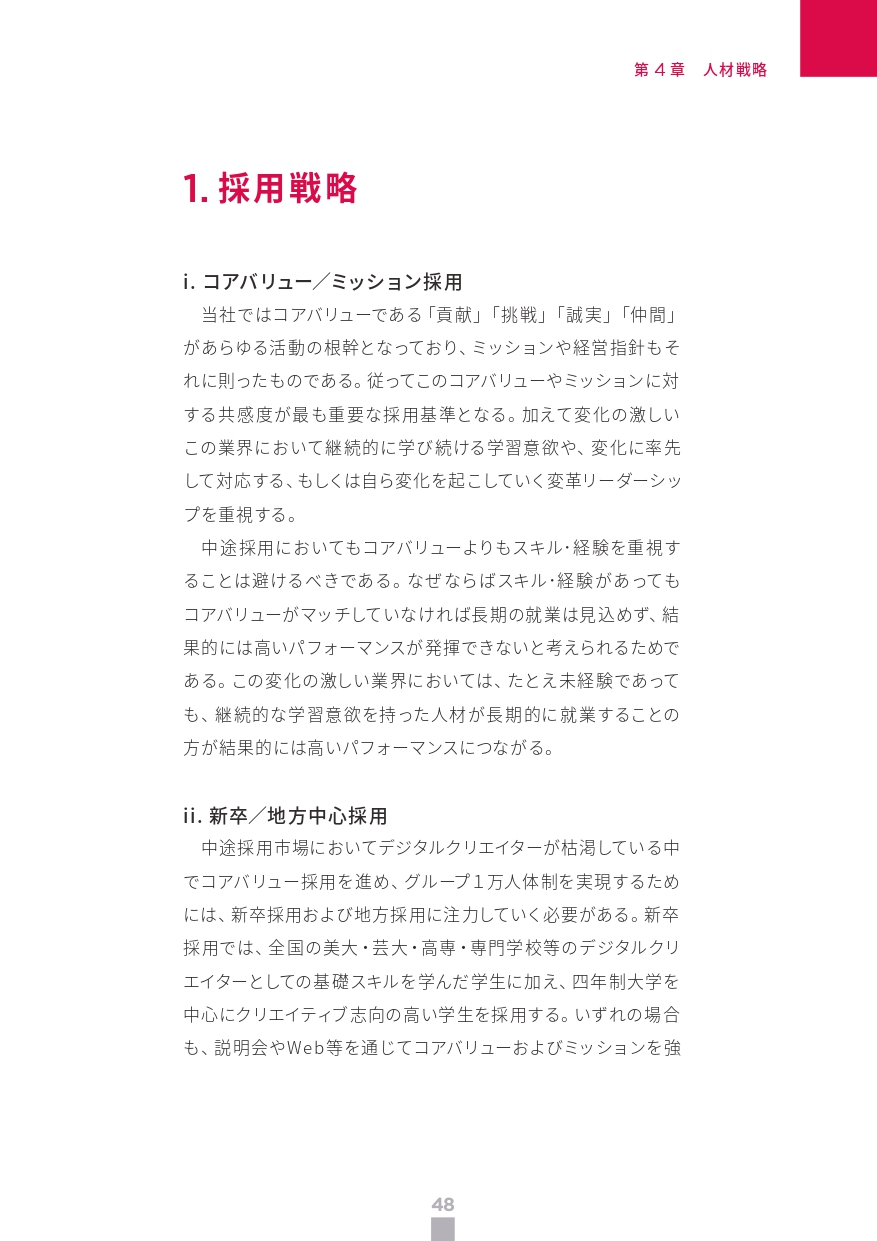 第4章　人材戦略
1. 採用戦略
i. コアバリュー／ミッション採用
　当社ではコアバリューである「貢献」「挑戦」「誠実」「仲間」
があらゆる活動の根幹となっており、ミッションや経営指針もそ
れに則ったものである。従ってこのコアバリューやミッションに対
する共感度が最も重要な採用基準となる。加えて変化の激しい
この業界において継続的に学び続ける学習意欲や、変化に率先
して対応する、もしくは自ら変化を起こしていく変革リーダーシッ
プを重視する。
　中途採用においてもコアバリューよりもスキル・経験を重視す
ることは避けるべきである。なぜならばスキル・経験があっても
コアバリューがマッチしていなければ長期の就業は見込めず、結
果的には高いパフォーマンスが発揮できないと考えられるためで
ある。この変化の激しい業界においては、たとえ未経験であって
も、継続的な学習意欲を持った人材が長期的に就業することの
方が結果的には高いパフォーマンスにつながる。
ii. 新卒／地方中心採用
　中途採用市場においてデジタルクリエイターが枯渇している中
でコアバリュー採用を進め、グループ１万人体制を実現するため
には、新卒採用および地方採用に注力していく必要がある。新卒
採用では、全国の美大・芸大・高専・専門学校等のデジタルクリ
エイターとしての基礎スキルを学んだ学生に加え、四年制大学を
中心にクリエイティブ志向の高い学生を採用する。いずれの場合
も、説明会やWeb等を通じてコアバリューおよびミッションを強
48